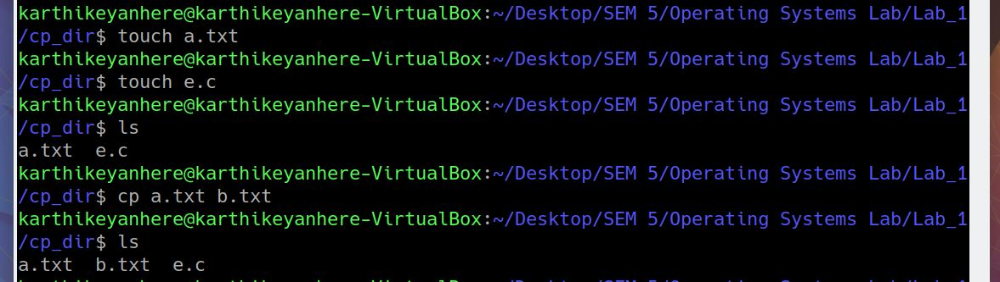 karthikeyanhere@karthikeyanhere-VirtualBox:~/Desktop/SEM 5/Operating Systems Lab/Lab_1
/cp_dir$ touch a.txt
karthikeyanhere@karthikeyanhere-VirtualBox:~/Desktop/SEM 5/Operating Systems Lab/Lab_1
/cp_dir$ touch e.c
karthikeyanhere@karthikeyanhere-VirtualBox:~/Desktop/SEM 5/Operating Systems Lab/Lab_1
/cp_dir$ ls
a.txt  e.c
karthikeyanhere@karthikeyanhere-VirtualBox:~/Desktop/SEM 5/Operating Systems Lab/Lab_1
/cp_dir$ cp a.txt b.txt
karthikeyanhere@karthikeyanhere-VirtualBox:~/Desktop/SEM 5/Operating Systems Lab/Lab_1
/cp_dir$ ls
a.txt  b.txt  e.c